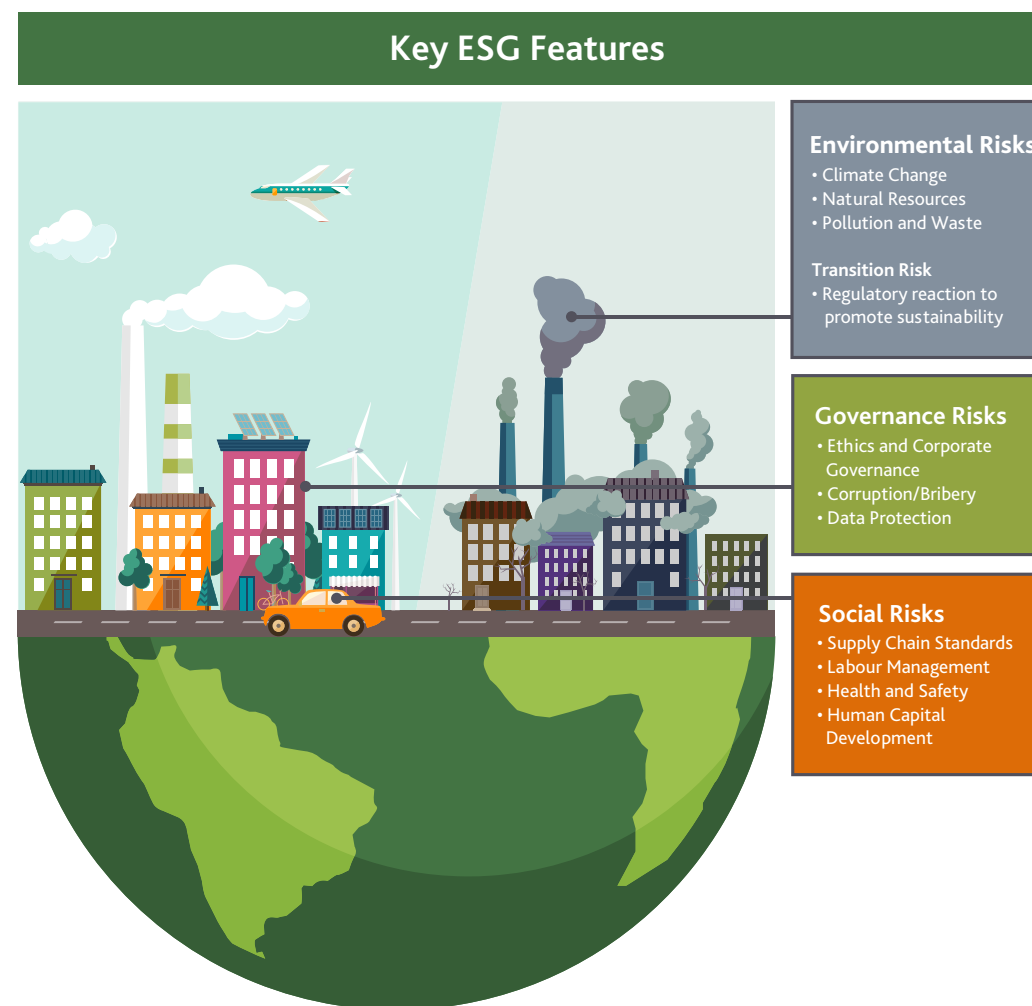 Key ESG Features
Environmental Risks
• Climate Change
• Natural Resources
• Pollution and Waste
Transition Risk
• Regulatory reaction to
promote sustainability
Governance Risks
• Ethics and Corporate
Governance
• Corruption/Bribery
• Data Protection
Social Risks
• Supply Chain Standards
• Labour Management
• Health and Safety
• Human Capital
Development